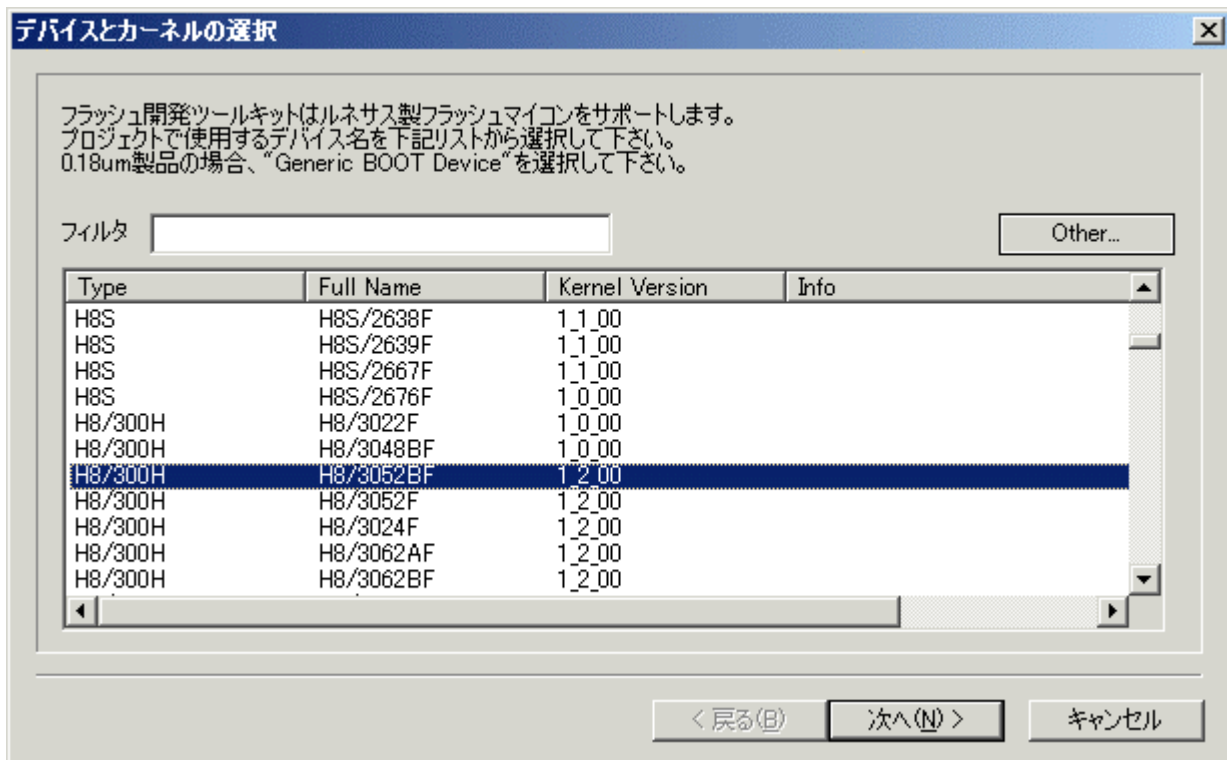 デバイスとカーネルの選択
フラッシュ開発ツールキットはルネサス製フラッシュマイコンをサポートします。
プロジェクトで使用するデバイス名を下記リストから選択して下さい。
0.18um製品の場合、"Generic BOOT Device"を選択して下さい。
フィルタ Other...
Type Full Name Kernel Version Info
H8S H8S/2638F 1_1_00
H8S H8S/2639F 1_1_00
H8S H8S/2667F 1_1_00
H8S H8S/2676F 1_0_00
H8/300H H8/3022F 1_0_00
H8/300H H8/3048BF 1_0_00
H8/300H H8/3052BF 1_2_00
H8/300H H8/3052F 1_2_00
H8/300H H8/3024F 1_2_00
H8/300H H8/3062AF 1_2_00
H8/300H H8/3062BF 1_2_00
< 戻る(B) 次へ(N) > キャンセル